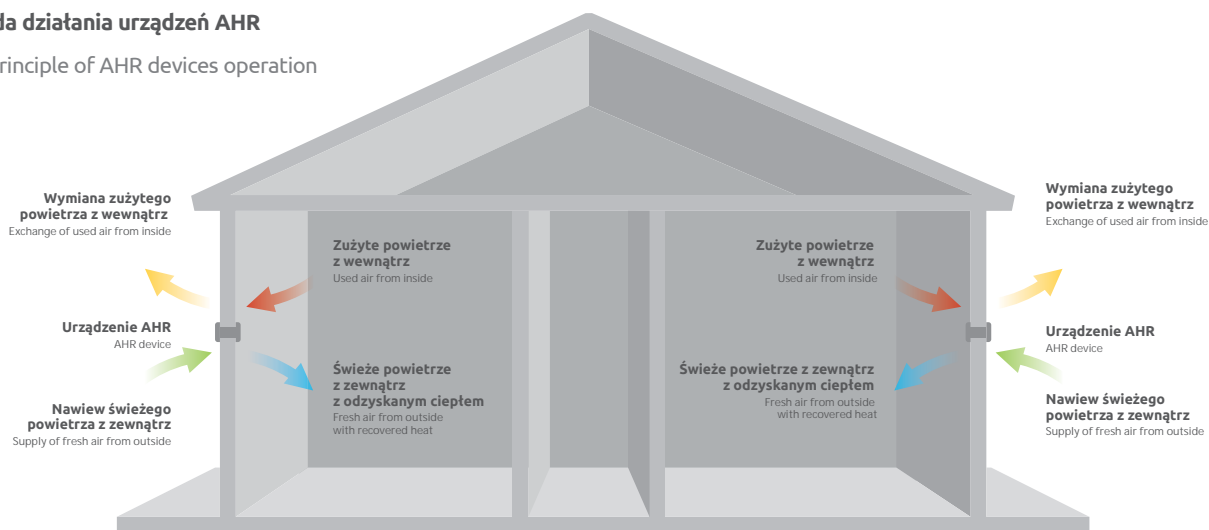 da działania urządzeń AHR
rinciple of AHR devices operation
Wymiana zużytego
powietrza z wewnątrz
Exchange of used air from inside
Urządzenie AHR
AHR device
Nawiew świeżego
powietrza z zewnątrz
Supply of fresh air from outside
Zużyte powietrze
z wewnątrz
Used air from inside
Świeże powietrze
z zewnątrz
z odzyskanym ciepłem
Fresh air from outside
with recovered heat
Zużyte powietrze
z wewnątrz
Used air from inside
Świeże powietrze z zewnątrz
z odzyskanym ciepłem
Fresh air from outside
with recovered heat
Wymiana zużytego
powietrza z wewnątrz
Exchange of used air from inside
Urządzenie AHR
AHR device
Nawiew świeżego
powietrza z zewnątrz
Supply of fresh air from outside